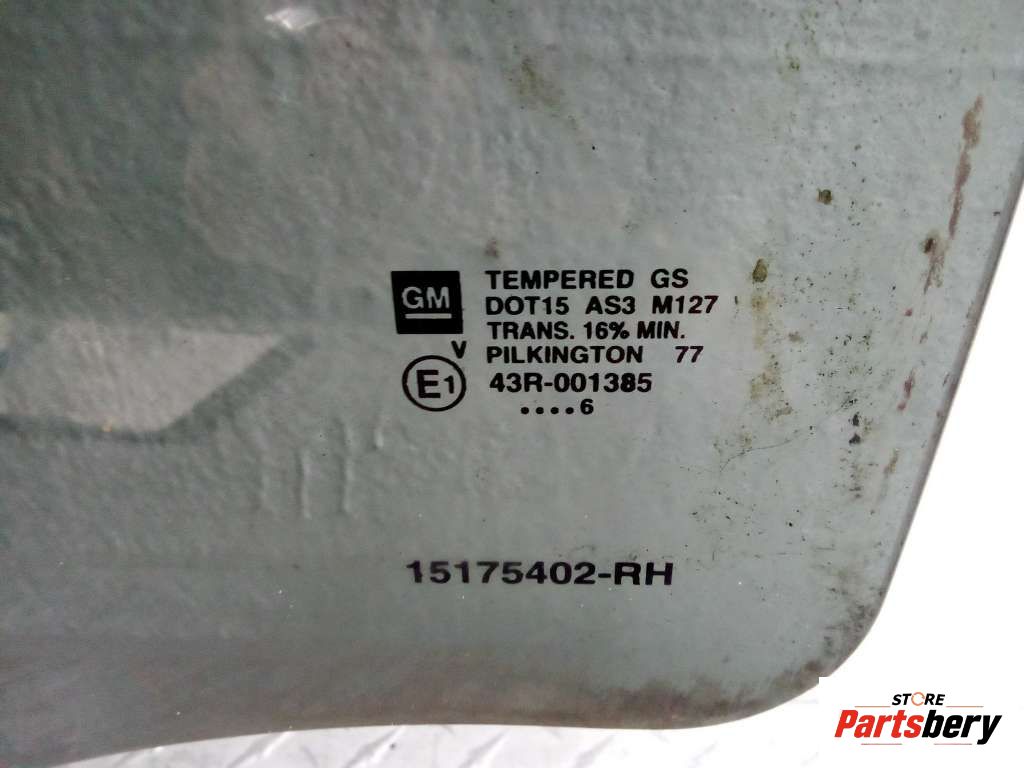 GM
TEMPERED GS
DOT15 AS3 M127
TRANS. 16% MIN.
V PILKINGTON 77
E1 43R-001385
....6
15175402-RH
STORE
Partsbery